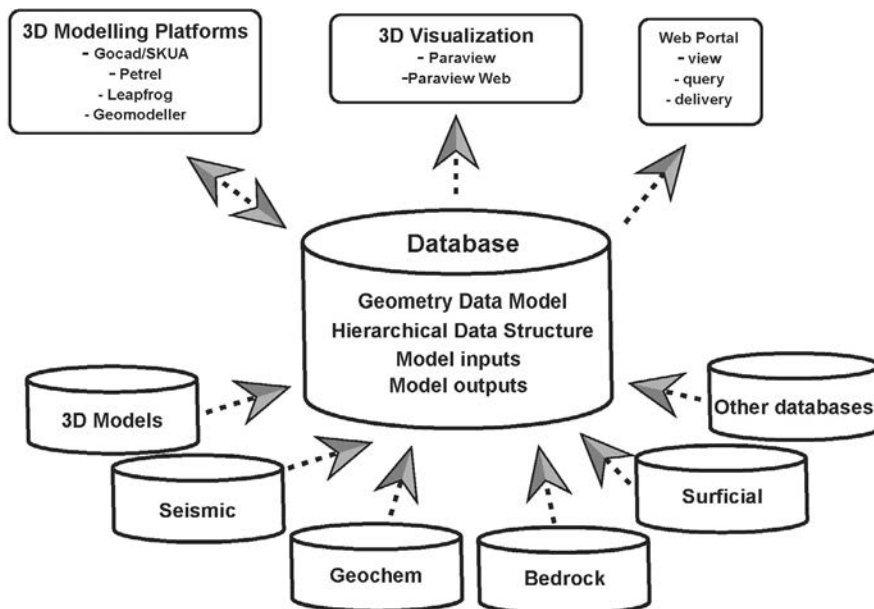 3D Modelling Platforms
- Gocad/SKUA
- Petrel
- Leapfrog
- Geomodeller
3D Visualization
- Paraview
-Paraview Web
Web Portal
- view
- query
- delivery
Database
Geometry Data Model
Hierarchical Data Structure
Model inputs
Model outputs
3D Models
Other databases
Seismic
Surficial
Geochem
Bedrock